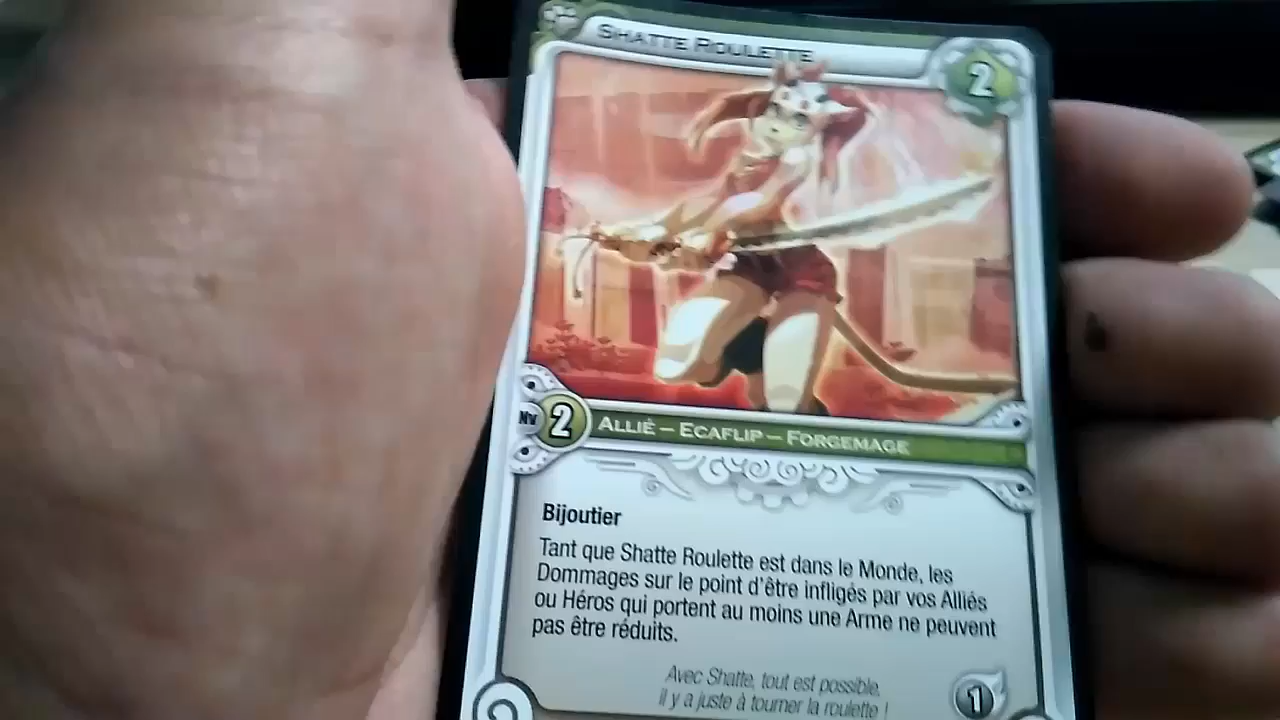 SHATTE ROULETTE
2
Nv 2
ALLIÉ – ECAFLIP – FORGEMAGE
Bijoutier
Tant que Shatte Roulette est dans le Monde, les
Dommages sur le point d'être infligés par vos Alliés
ou Héros qui portent au moins une Arme ne peuvent
pas être réduits.
Avec Shatte, tout est possible,
il y a juste à tourner la roulette !
1